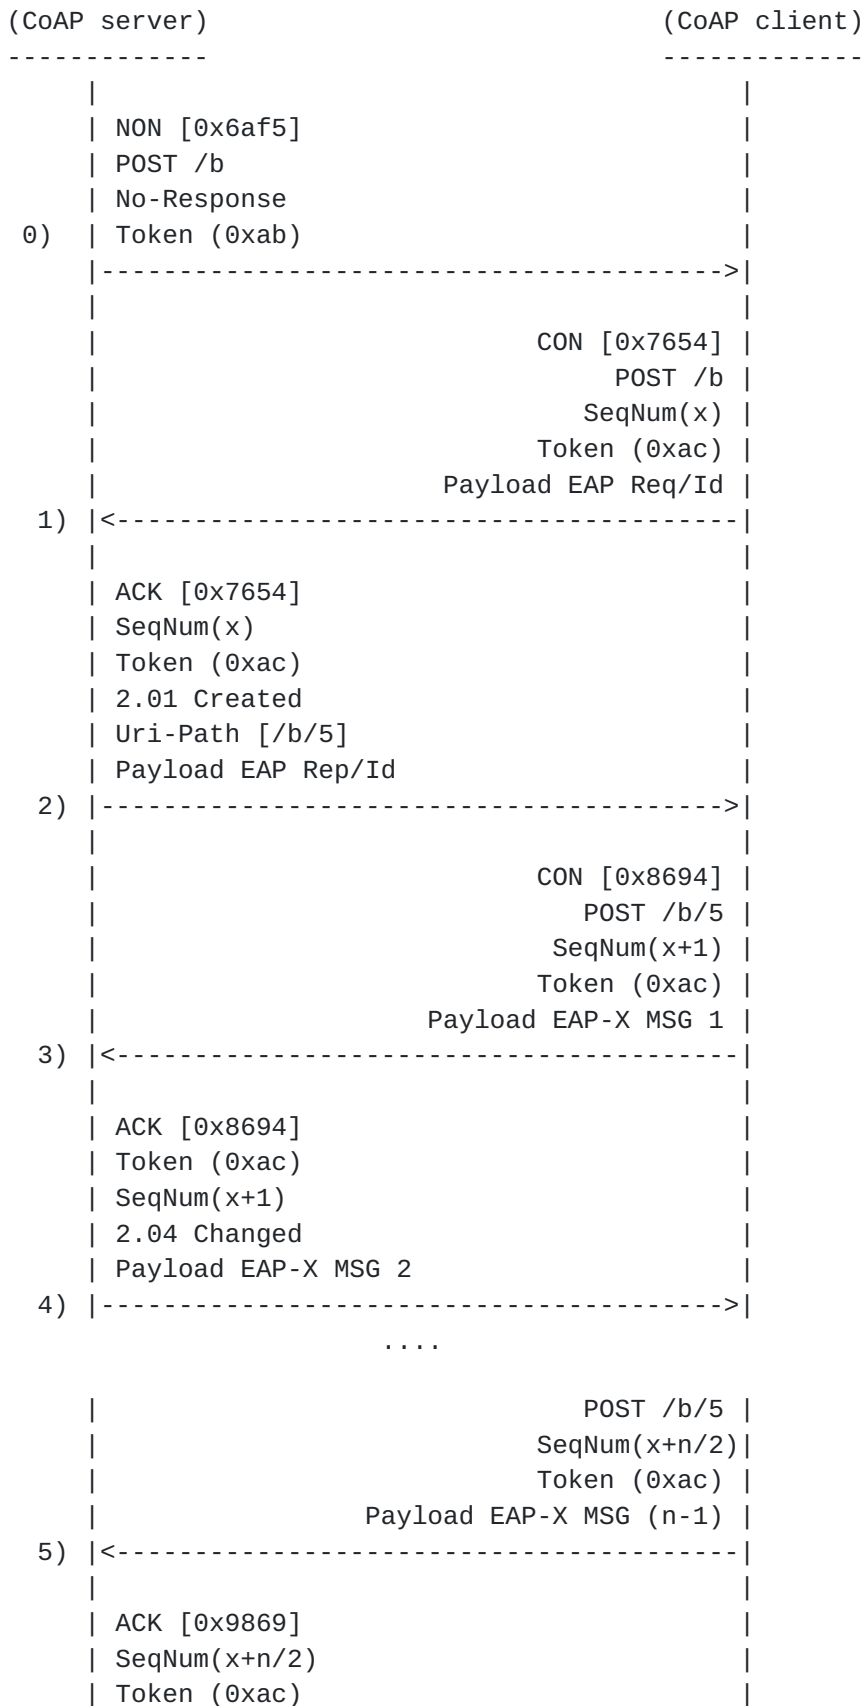 (CoAP server)                             (CoAP client)
-------------                             -------------
     |                                         |
     | NON [0x6af5]                            |
     | POST /b                                 |
     | No-Response                             |
 0)  | Token (0xab)                            |
     |---------------------------------------->|
     |                                         |
     |                            CON [0x7654] |
     |                                 POST /b |
     |                               SeqNum(x) |
     |                            Token (0xac) |
     |                      Payload EAP Req/Id |
  1) |<----------------------------------------|
     |                                         |
     | ACK [0x7654]                            |
     | SeqNum(x)                               |
     | Token (0xac)                            |
     | 2.01 Created                            |
     | Uri-Path [/b/5]                         |
     | Payload EAP Rep/Id                      |
  2) |---------------------------------------->|
     |                                         |
     |                            CON [0x8694] |
     |                               POST /b/5 |
     |                             SeqNum(x+1) |
     |                            Token (0xac) |
     |                     Payload EAP-X MSG 1 |
  3) |<----------------------------------------|
     |                                         |
     | ACK [0x8694]                            |
     | Token (0xac)                            |
     | SeqNum(x+1)                             |
     | 2.04 Changed                            |
     | Payload EAP-X MSG 2                     |
  4) |---------------------------------------->|
                        ....
     |                               POST /b/5 |
     |                            SeqNum(x+n/2)|
     |                            Token (0xac) |
     |                 Payload EAP-X MSG (n-1) |
  5) |<----------------------------------------|
     |                                         |
     | ACK [0x9869]                            |
     | SeqNum(x+n/2)                           |
     | Token (0xac)                            |